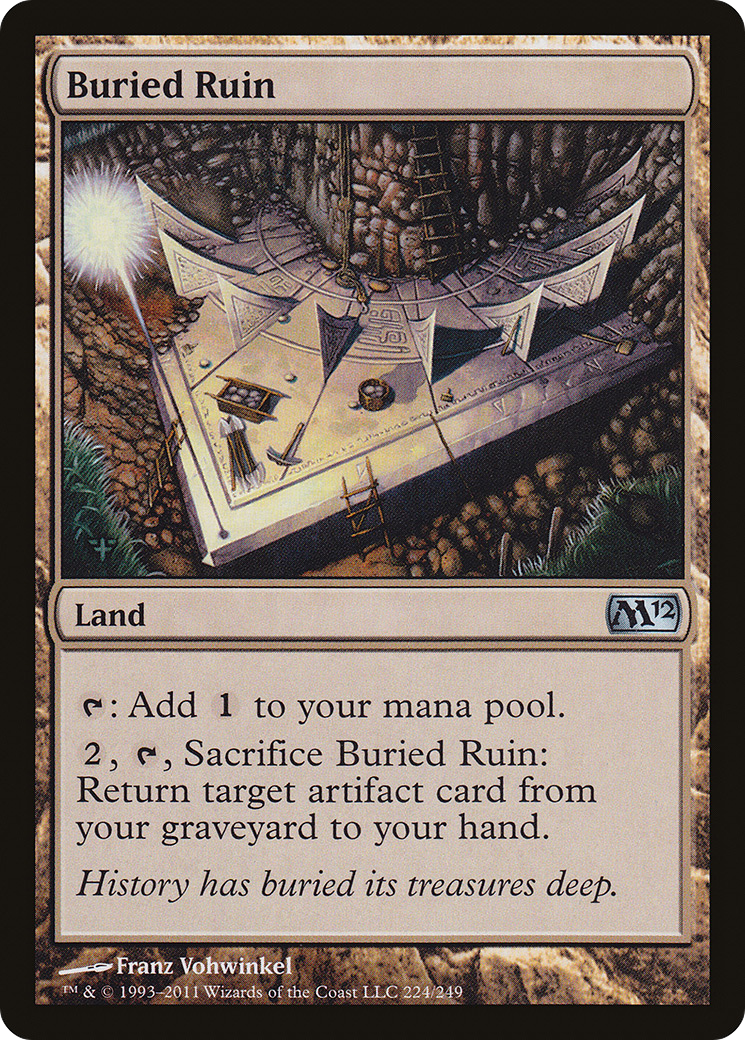 Buried Ruin
Land
M12
: Add 1 to your mana pool.
2, , Sacrifice Buried Ruin:
Return target artifact card from
your graveyard to your hand.
History has buried its treasures deep.
Franz Vohwinkel
™ & © 1993–2011 Wizards of the Coast LLC 224/249